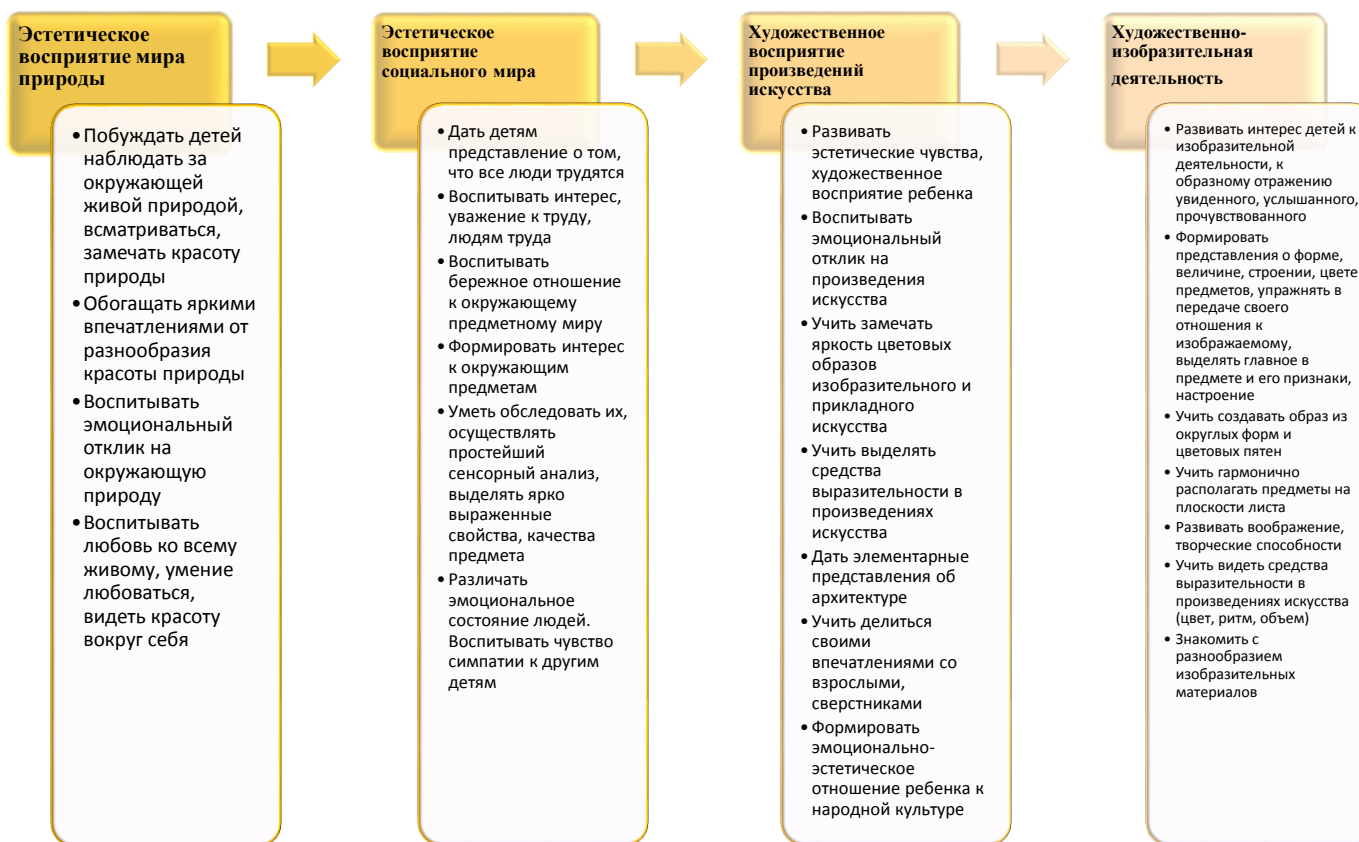 Эстетическое
восприятие мира
природы
• Побуждать детей
наблюдать за
окружающей
живой природой,
всматриваться,
замечать красоту
природы
• Обогащать яркими
впечатлениями от
разнообразия
красоты природы
• Воспитывать
эмоциональный
отклик на
окружающую
природу
• Воспитывать
любовь ко всему
живому, умение
любоваться,
видеть красоту
вокруг себя
Эстетическое
восприятие
социального мира
• Дать детям
представление о том,
что все люди трудятся
• Воспитывать интерес,
уважение к труду,
людям труда
• Воспитывать
бережное отношение
к окружающему
предметному миру
• Формировать интерес
к окружающим
предметам
• Уметь обследовать их,
осуществлять
простейший
сенсорный анализ,
выделять ярко
выраженные
свойства, качества
предмета
• Различать
эмоциональное
состояние людей.
Воспитывать чувство
симпатии к другим
детям
Художественное
восприятие
произведений
искусства
• Развивать
эстетические чувства,
художественное
восприятие ребенка
• Воспитывать
эмоциональный
отклик на
произведения
искусства
• Учить замечать
яркость цветовых
образов
изобразительного и
прикладного
искусства
• Учить выделять
средства
выразительности в
произведениях
искусства
• Дать элементарные
представления об
архитектуре
• Учить делиться
своими
впечатлениями со
взрослыми,
сверстниками
• Формировать
эмоционально-
эстетическое
отношение ребенка к
народной культуре
Художественно-
изобразительная
деятельность
• Развивать интерес детей к
изобразительной
деятельности, к
образному отражению
увиденного, услышанного,
прочувствованного
• Формировать
представления о форме,
величине, строении, цвете
предметов, упражнять в
передаче своего
отношения к
изображаемому,
выделять главное в
предмете и его признаки,
настроение
• Учить создавать образ из
округлых форм и
цветовых пятен
• Учить гармонично
располагать предметы на
плоскости листа
• Развивать воображение,
творческие способности
• Учить видеть средства
выразительности в
произведениях искусства
(цвет, ритм, объем)
• Знакомить с
разнообразием
изобразительных
материалов